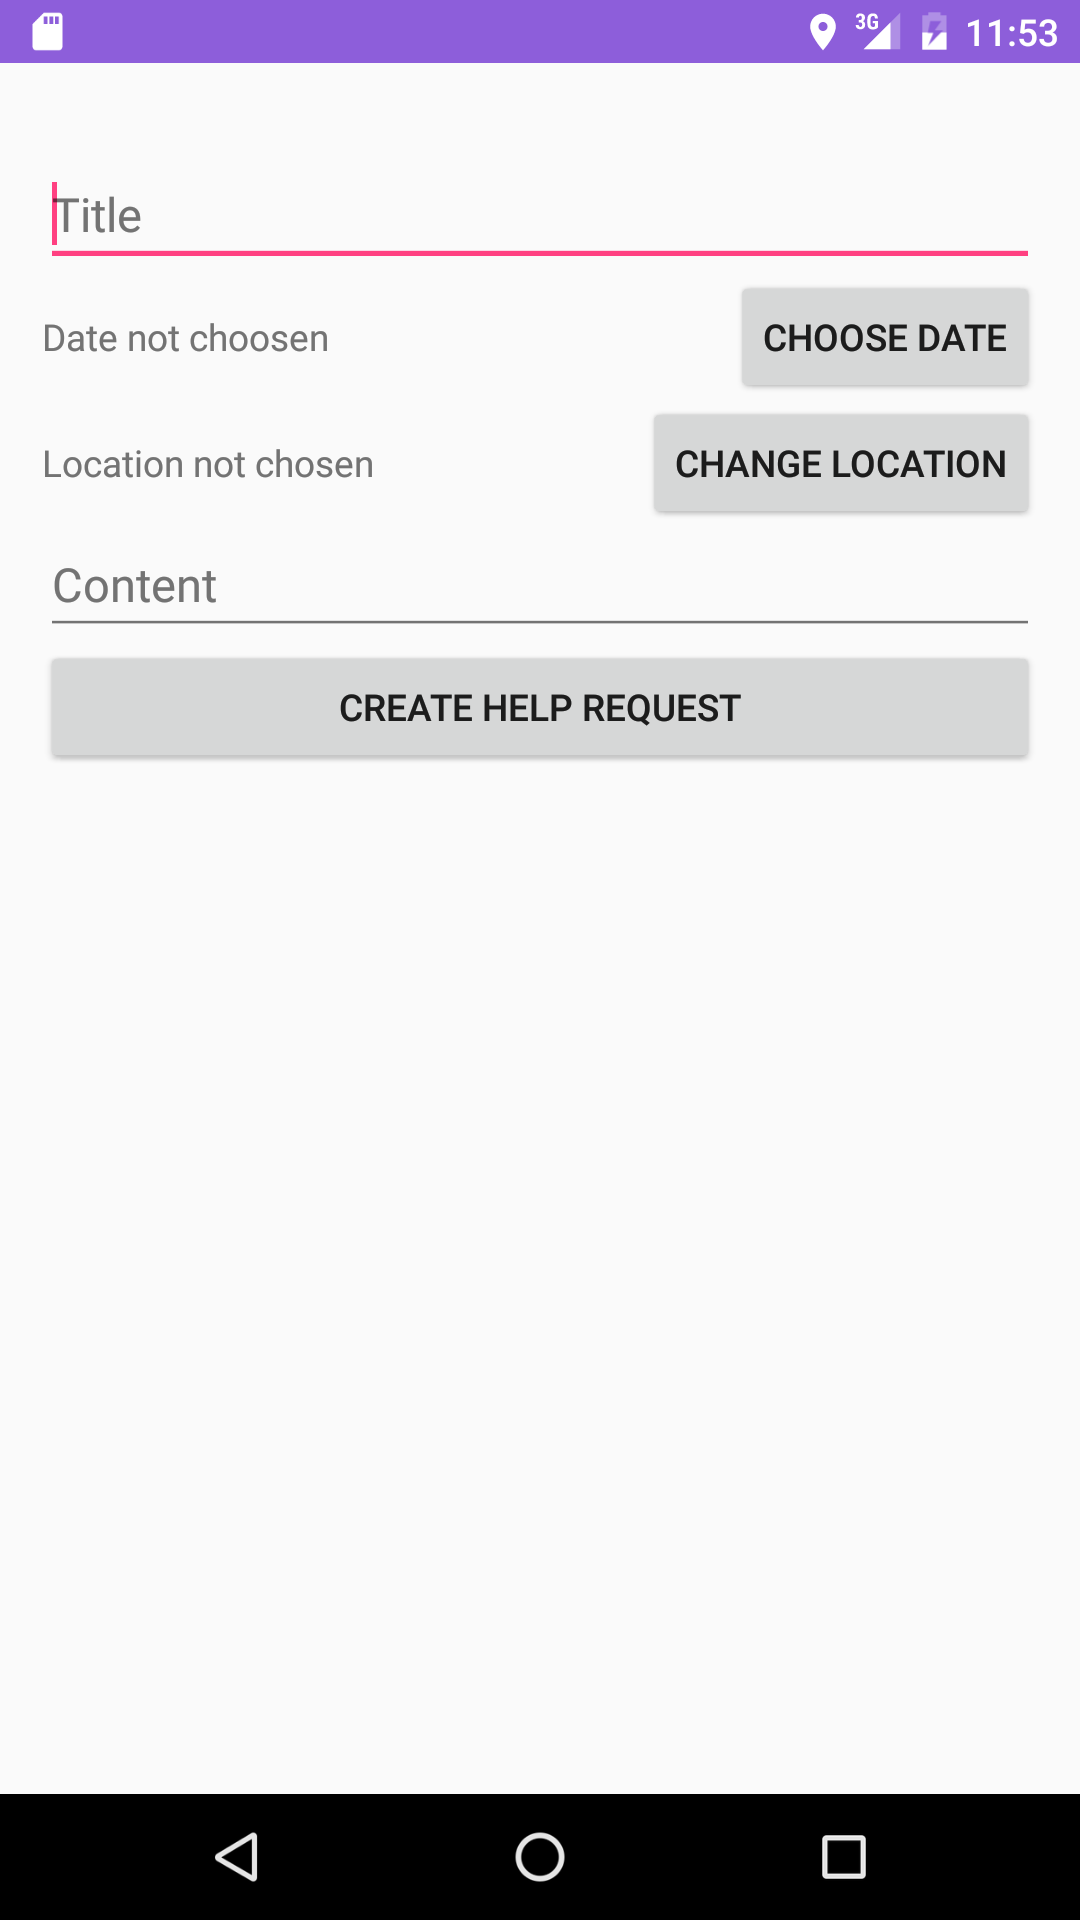 3G 11:53
Title
Date not choosen CHOOSE DATE
Location not chosen CHANGE LOCATION
Content
CREATE HELP REQUEST